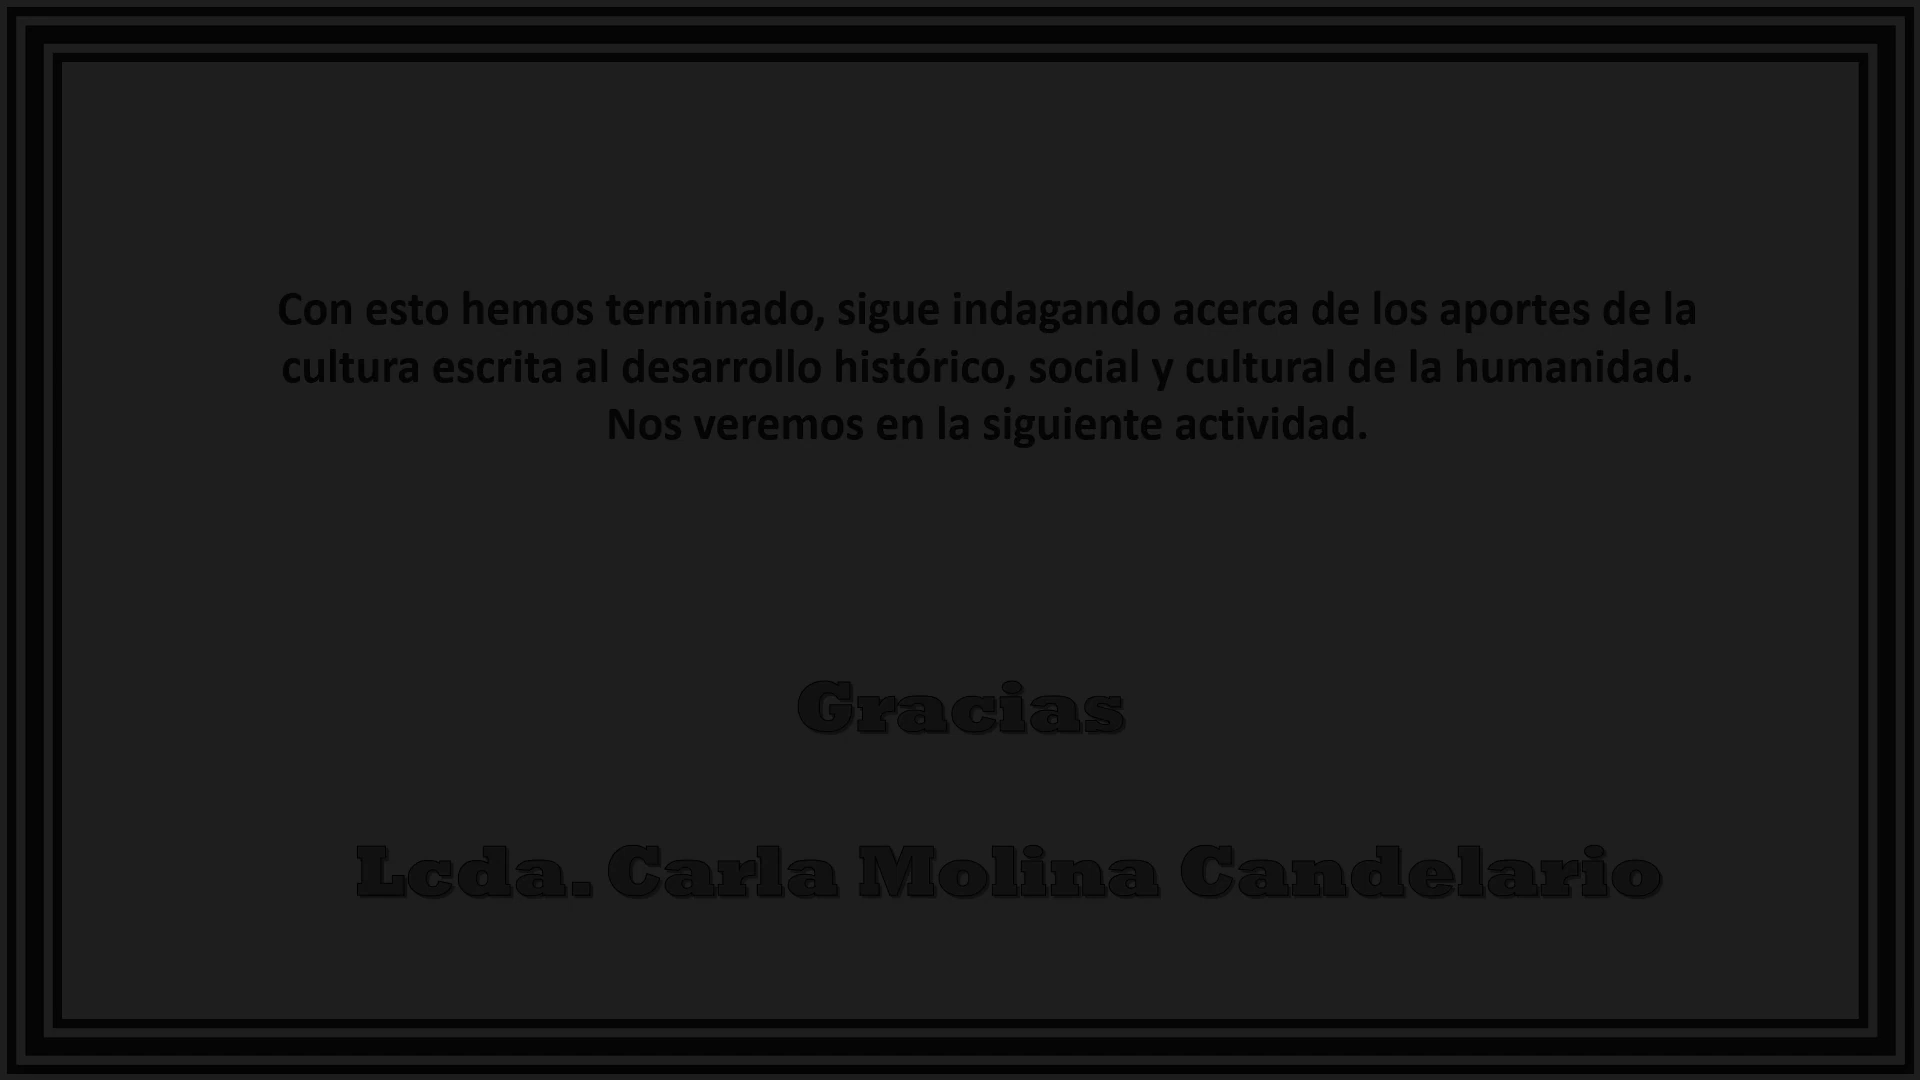 Con esto hemos terminado, sigue indagando acerca de los aportes de la
cultura escrita al desarrollo histórico, social y cultural de la humanidad.
Nos veremos en la siguiente actividad.
Gracias
Lcda. Carla Molina Candelario